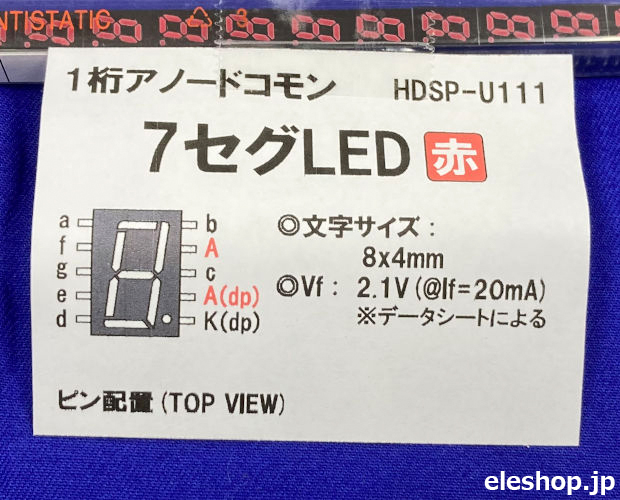 NTISTATIC 3
1桁アノードコモン HDSP-U111
7セグLED 赤
a b
f A
g c
e A(dp)
d K(dp)
◎文字サイズ：
8x4mm
◎Vf： 2.1V(@If=20mA)
※データシートによる
ピン配置(TOP VIEW)
eleshop.jp